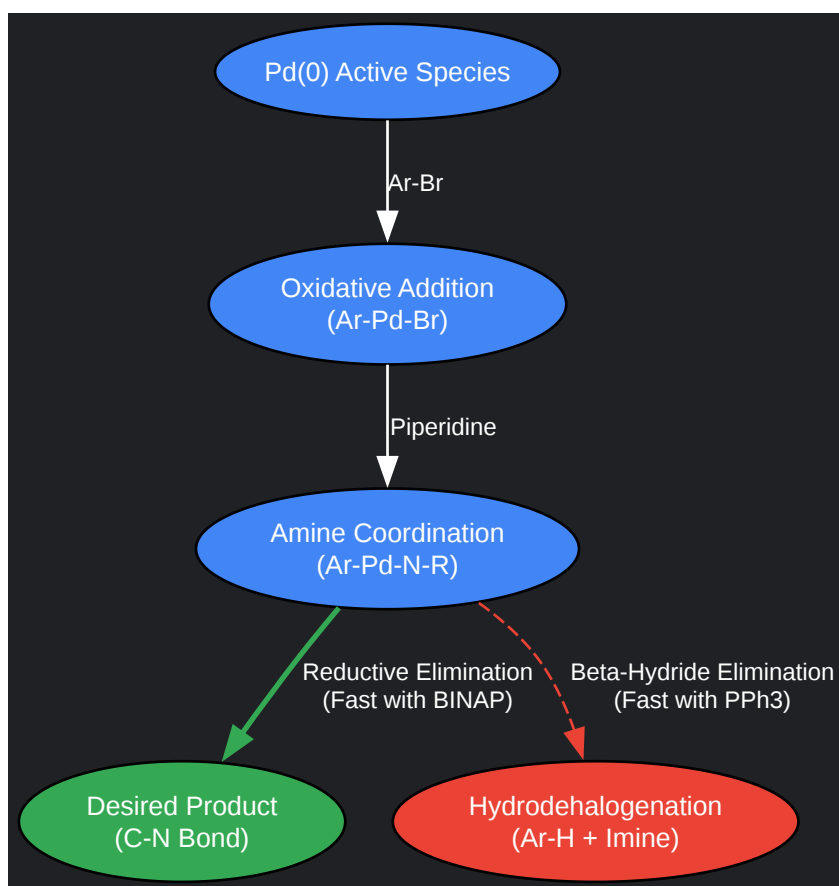 Pd(0) Active Species
Ar-Br
Oxidative Addition
(Ar-Pd-Br)
Piperidine
Amine Coordination
(Ar-Pd-N-R)
Reductive Elimination
(Fast with BINAP)
Beta-Hydride Elimination
(Fast with PPh3)
Desired Product
(C-N Bond)
Hydrodehalogenation
(Ar-H + Imine)